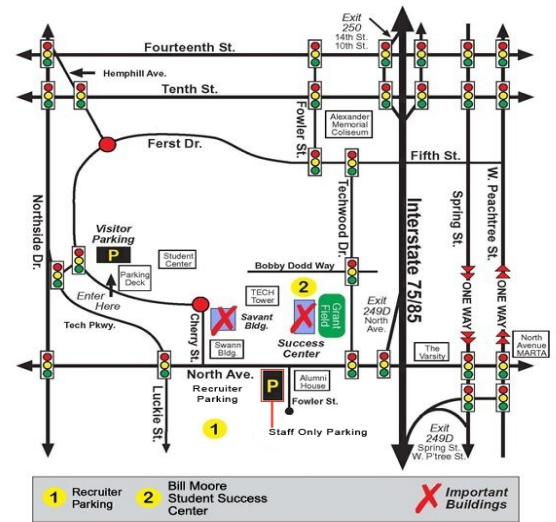 Exit
250
14th St.
10th St.
Fourteenth St.
Hemphill Ave.
Tenth St.
Fowler St.
Alexander
Memorial
Coliseum
Ferst Dr.
Fifth St.
Northside Dr.
Techwood Dr.
Interstate 75/85
Spring St.
W. Peachtree St.
Visitor
Parking
P
Student
Center
Parking
Deck
Enter
Here
Tech Pkwy.
Bobby Dodd Way
2
TECH
Tower
Savant Bldg.
Grant
Field
Exit
249D
North
Ave.
ONE WAY
ONE WAY
Cherry St.
Swann
Bldg.
Success
Center
The
Varsity
North
Avenue
MARTA
North Ave.
Luckie St.
Recruiter
Parking
P
Alumni
House
Fowler St.
1
Staff Only Parking
Exit
249D
Spring St.
W. P'tree St.
1 Recruiter
Parking
2 Bill Moore
Student Success
Center
Important
Buildings